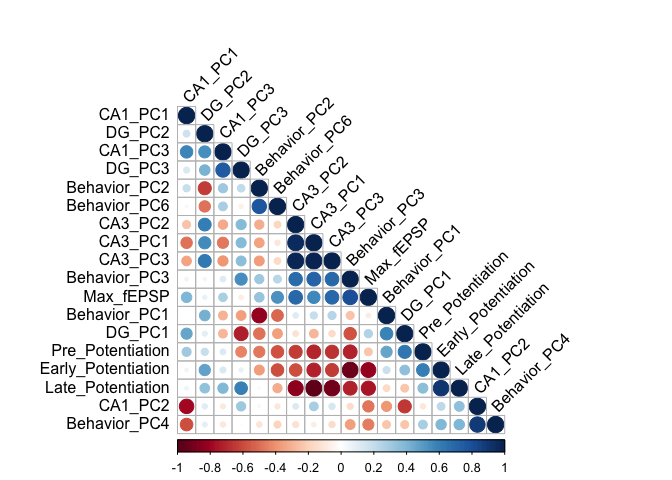 CA1_PC1
DG_PC2
CA1_PC3
DG_PC3
Behavior_PC2
Behavior_PC6
CA3_PC2
CA3_PC1
CA3_PC3
Behavior_PC3
Max_fEPSP
Behavior_PC1
DG_PC1
Pre_Potentiation
Early_Potentiation
Late_Potentiation
CA1_PC2
Behavior_PC4
CA1_PC1
DG_PC2
CA1_PC3
DG_PC3
Behavior_PC2
Behavior_PC6
CA3_PC2
CA3_PC1
CA3_PC3
Behavior_PC3
Max_fEPSP
Behavior_PC1
DG_PC1
Pre_Potentiation
Early_Potentiation
Late_Potentiation
CA1_PC2
Behavior_PC4
-1 -0.8 -0.6 -0.4 -0.2 0 0.2 0.4 0.6 0.8 1